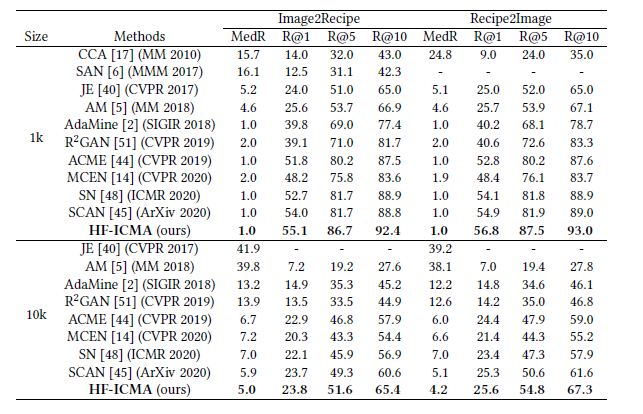 Size Methods Image2Recipe Recipe2Image
MedR R@1 R@5 R@10 MedR R@1 R@5 R@10
1k
CCA [17] (MM 2010) 15.7 14.0 32.0 43.0 24.8 9.0 24.0 35.0
SAN [6] (MMM 2017) 16.1 12.5 31.1 42.3 - - - -
JE [40] (CVPR 2017) 5.2 24.0 51.0 65.0 5.1 25.0 52.0 65.0
AM [5] (MM 2018) 4.6 25.6 53.7 66.9 4.6 25.7 53.9 67.1
AdaMine [2] (SIGIR 2018) 1.0 39.8 69.0 77.4 1.0 40.2 68.1 78.7
R²GAN [51] (CVPR 2019) 2.0 39.1 71.0 81.7 2.0 40.6 72.6 83.3
ACME [44] (CVPR 2019) 1.0 51.8 80.2 87.5 1.0 52.8 80.2 87.6
MCEN [14] (CVPR 2020) 2.0 48.2 75.8 83.6 1.9 48.4 76.1 83.7
SN [48] (ICMR 2020) 1.0 52.7 81.7 88.9 1.0 54.1 81.8 88.9
SCAN [45] (ArXiv 2020) 1.0 54.0 81.7 88.8 1.0 54.9 81.9 89.0
HF-ICMA (ours) 1.0 55.1 86.7 92.4 1.0 56.8 87.5 93.0
10k
JE [40] (CVPR 2017) 41.9 - - - 39.2 - - -
AM [5] (MM 2018) 39.8 7.2 19.2 27.6 38.1 7.0 19.4 27.8
AdaMine [2] (SIGIR 2018) 13.2 14.9 35.3 45.2 12.2 14.8 34.6 46.1
R²GAN [51] (CVPR 2019) 13.9 13.5 33.5 44.9 12.6 14.2 35.0 46.8
ACME [44] (CVPR 2019) 6.7 22.9 46.8 57.9 6.0 24.4 47.9 59.0
MCEN [14] (CVPR 2020) 7.2 20.3 43.3 54.4 6.6 21.4 44.3 55.2
SN [48] (ICMR 2020) 7.0 22.1 45.9 56.9 7.0 23.4 47.3 57.9
SCAN [45] (ArXiv 2020) 5.9 23.7 49.3 60.6 5.1 25.3 50.6 61.6
HF-ICMA (ours) 5.0 23.8 51.6 65.4 4.2 25.6 54.8 67.3